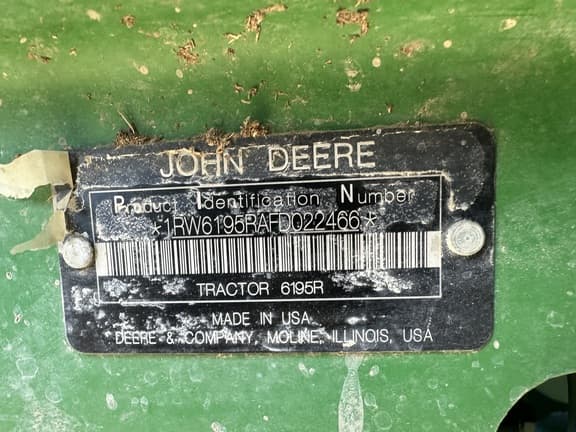 JOHN DEERE
Product Identification Number
*1RW6195RAFD022466*
TRACTOR 6195R
MADE IN USA
DEERE & COMPANY, MOLINE, ILLINOIS, USA